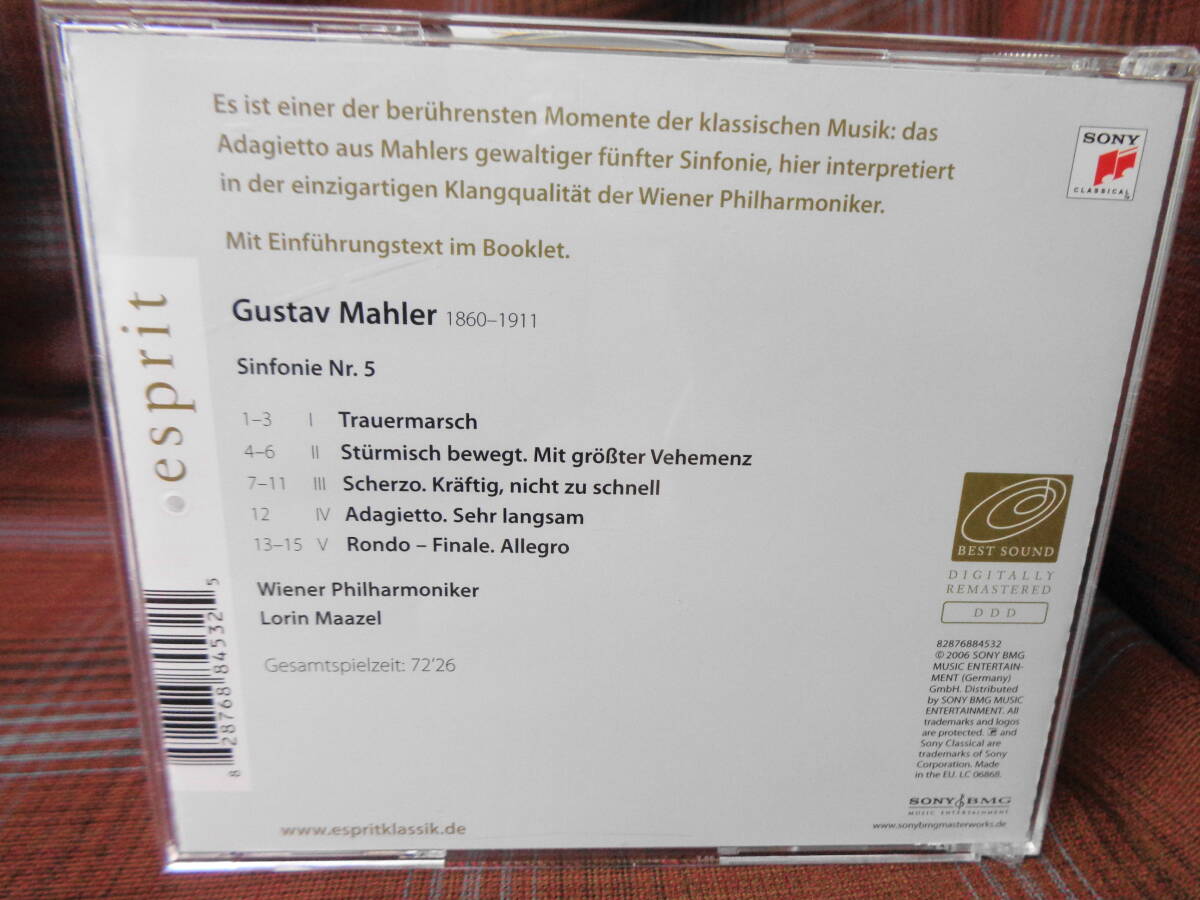 Es ist einer der berührensten Momente der klassischen Musik: das
Adagietto aus Mahlers gewaltiger fünfter Sinfonie, hier interpretiert
in der einzigartigen Klangqualität der Wiener Philharmoniker.
Mit Einführungstext im Booklet.
SONY
CLASSICAL
esprit
Gustav Mahler 1860–1911
Sinfonie Nr. 5
1–3 I Trauermarsch
4–6 II Stürmisch bewegt. Mit größter Vehemenz
7–11 III Scherzo. Kräftig, nicht zu schnell
12 IV Adagietto. Sehr langsam
13–15 V Rondo – Finale. Allegro
Wiener Philharmoniker
Lorin Maazel
Gesamtspielzeit: 72'26
8 28768 84532 5
BEST SOUND
DIGITALLY
REMASTERED
DDD
82876884532
© 2006 SONY BMG
MUSIC ENTERTAIN-
MENT (Germany)
GmbH. Distributed
by SONY BMG MUSIC
ENTERTAINMENT. All
trademarks and logos
are protected. and
Sony Classical are
trademarks of Sony
Corporation. Made
in the EU. LC 06868.
SONY BMG
MUSIC ENTERTAINMENT
www.espritklassik.de
www.sonybmgmasterworks.de